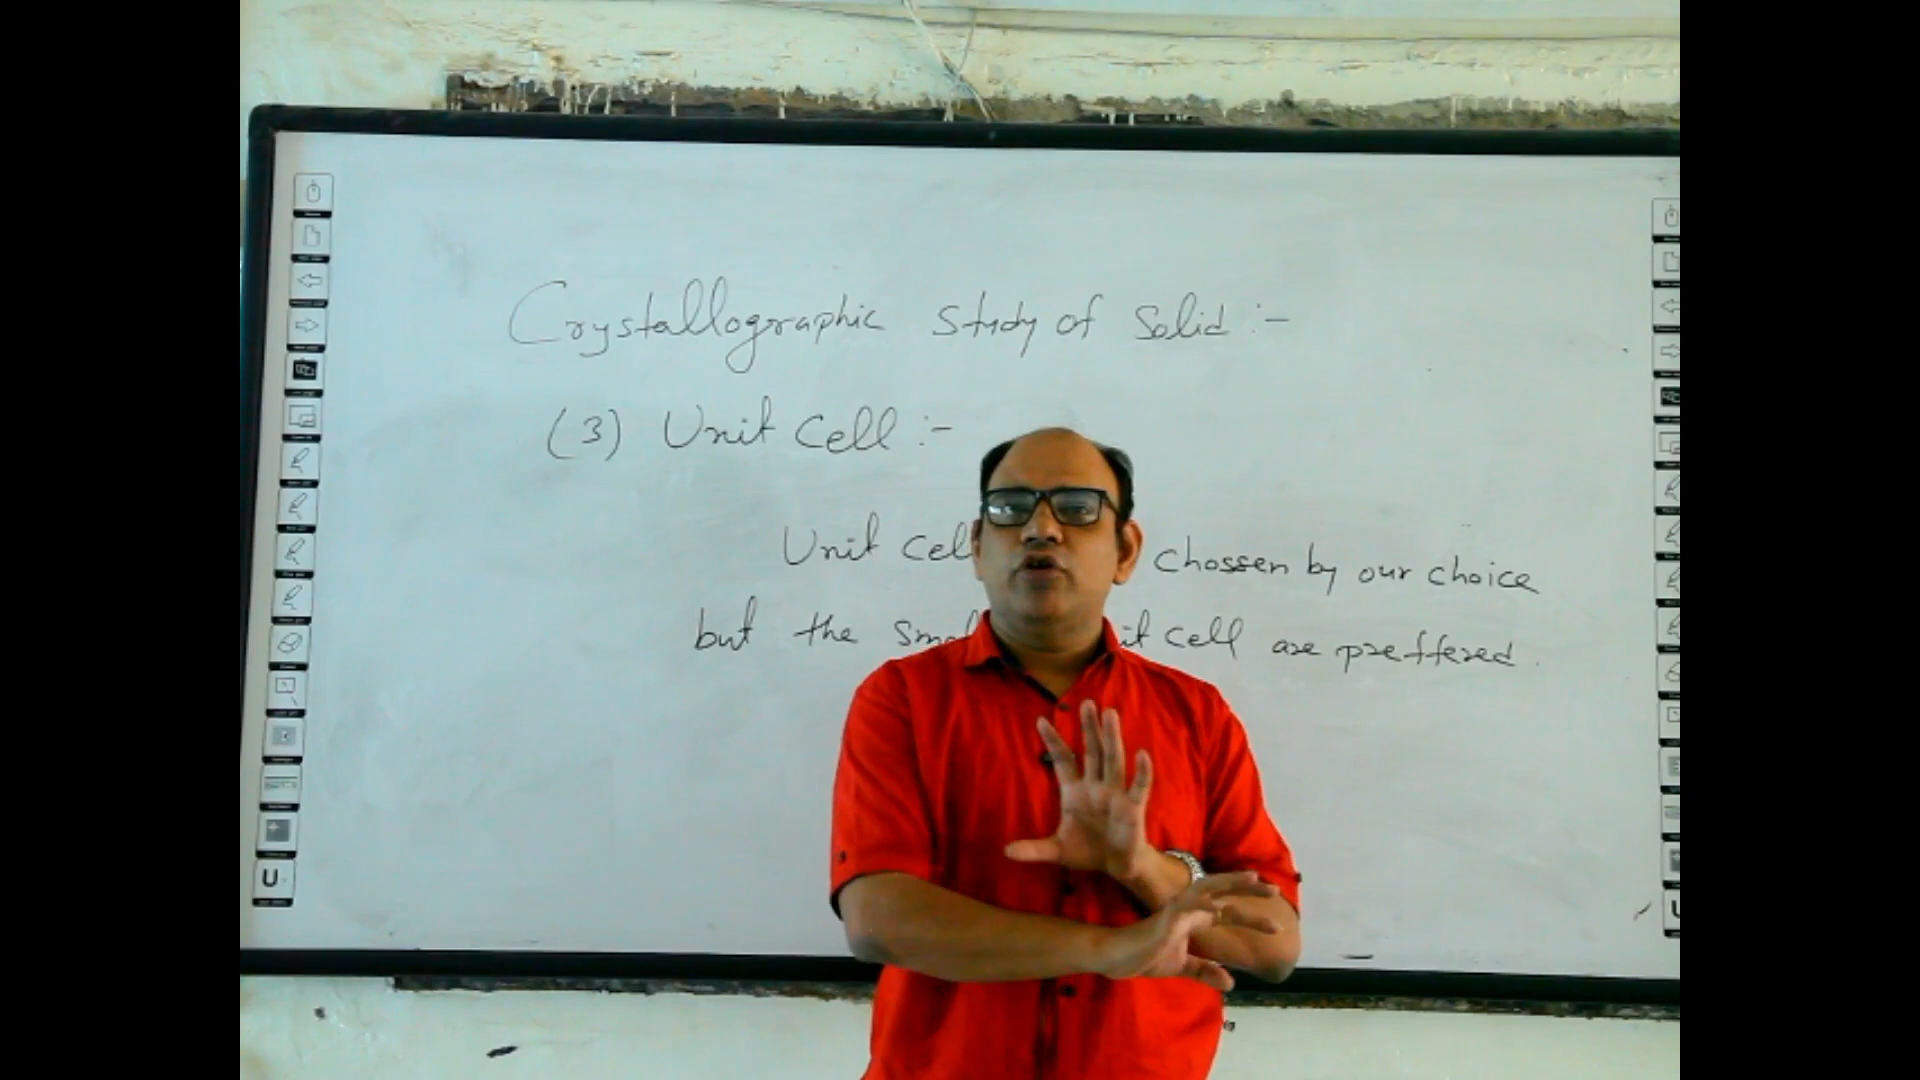 Crystallographic Study of Solid :-
(3) Unit Cell :-
Unit Cel chossen by our choice
but the Smal it Cell are preffered.
U